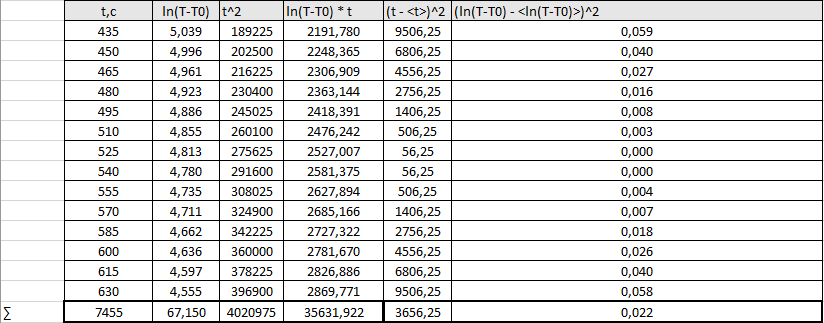 t,c ln(T-T0) t^2 ln(T-T0) * t (t - <t>)^2 (ln(T-T0) - <ln(T-T0)>)^2
435 5,039 189225 2191,780 9506,25 0,059
450 4,996 202500 2248,365 6806,25 0,040
465 4,961 216225 2306,909 4556,25 0,027
480 4,923 230400 2363,144 2756,25 0,016
495 4,886 245025 2418,391 1406,25 0,008
510 4,855 260100 2476,242 506,25 0,003
525 4,813 275625 2527,007 56,25 0,000
540 4,780 291600 2581,375 56,25 0,000
555 4,735 308025 2627,894 506,25 0,004
570 4,711 324900 2685,166 1406,25 0,007
585 4,662 342225 2727,322 2756,25 0,018
600 4,636 360000 2781,670 4556,25 0,026
615 4,597 378225 2826,886 6806,25 0,040
630 4,555 396900 2869,771 9506,25 0,058
∑ 7455 67,150 4020975 35631,922 3656,25 0,022